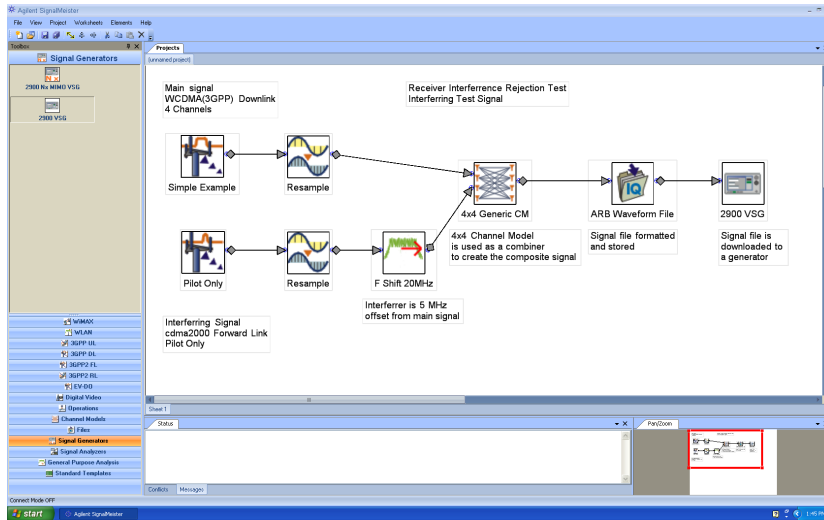 Agilent SignalMeister
File View Project Worksheets Elements Help
Toolbox
Signal Generators
2900 Nx MIMO VSG
2900 VSG
WiMAX
WLAN
3GPP UL
3GPP DL
3GPP2 FL
3GPP2 RL
EV-DO
Digital Video
Operations
Channel Models
Files
Signal Generators
Signal Analyzers
General Purpose Analysis
Standard Templates
Projects
(unnamed project)
Main signal
WCDMA(3GPP) Downlink
4 Channels
Receiver Interferrence Rejection Test
Interferring Test Signal
Simple Example
Resample
4x4 Generic CM
ARB Waveform File
IQ
2900 VSG
4x4 Channel Model
is used as a combiner
to create the composite signal
Signal file formatted
and stored
Signal file is
downloaded to
a generator
Pilot Only
Resample
F Shift 20MHz
Interferrer is 5 MHz
offset from main signal
Interferring Signal
cdma2000 Forward Link
Pilot Only
Sheet1
Status
Pan/Zoom
Conflicts Messages
Connect Mode OFF
start
Agilent SignalMeister
1:45 PM